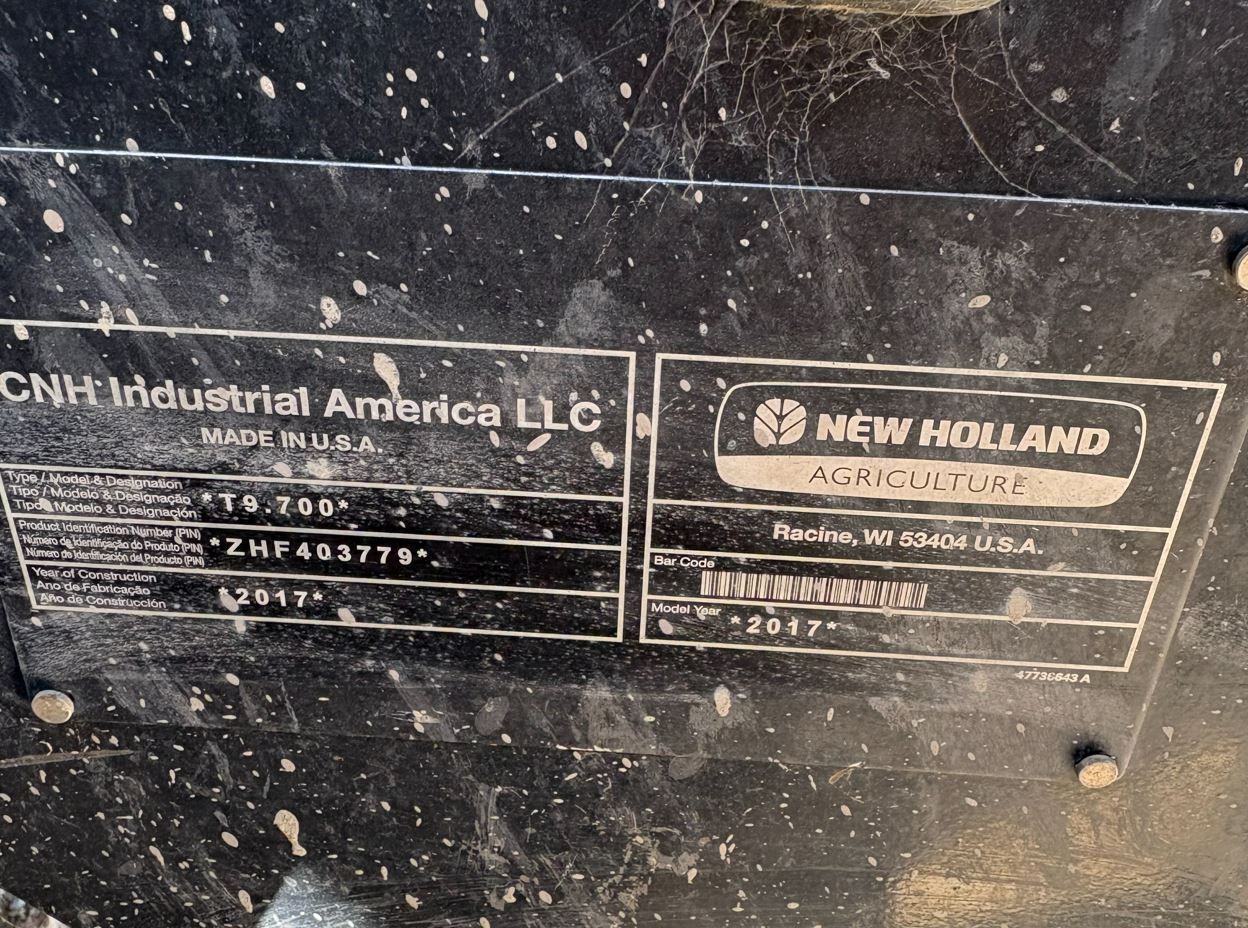 CNH Industrial America LLC
MADE IN U.S.A.
Type / Model & Designation
Tipo / Modelo & Designação
Tipo / Modelo & Designación
*T9.700*
Product Identification Number (PIN)
Número de Identificação do Produto (PIN)
Número de Identificación del Producto (PIN)
*ZHF403779*
Year of Construction
Ano de Fabricação
Año de Construcción
*2017*
NEW HOLLAND
AGRICULTURE
Racine, WI 53404 U.S.A.
Bar Code
Model Year
*2017*
47736643 A